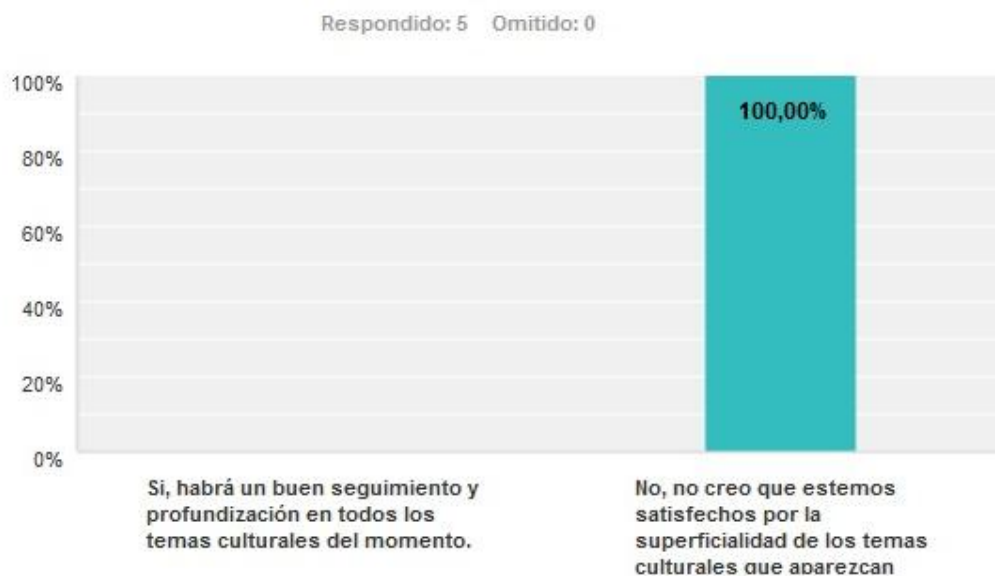 Respondido: 5 Omitido: 0
100%
100,00%
80%
60%
40%
20%
0%
Si, habrá un buen seguimiento y
profundización en todos los
temas culturales del momento.
No, no creo que estemos
satisfechos por la
superficialidad de los temas
culturales que aparezcan